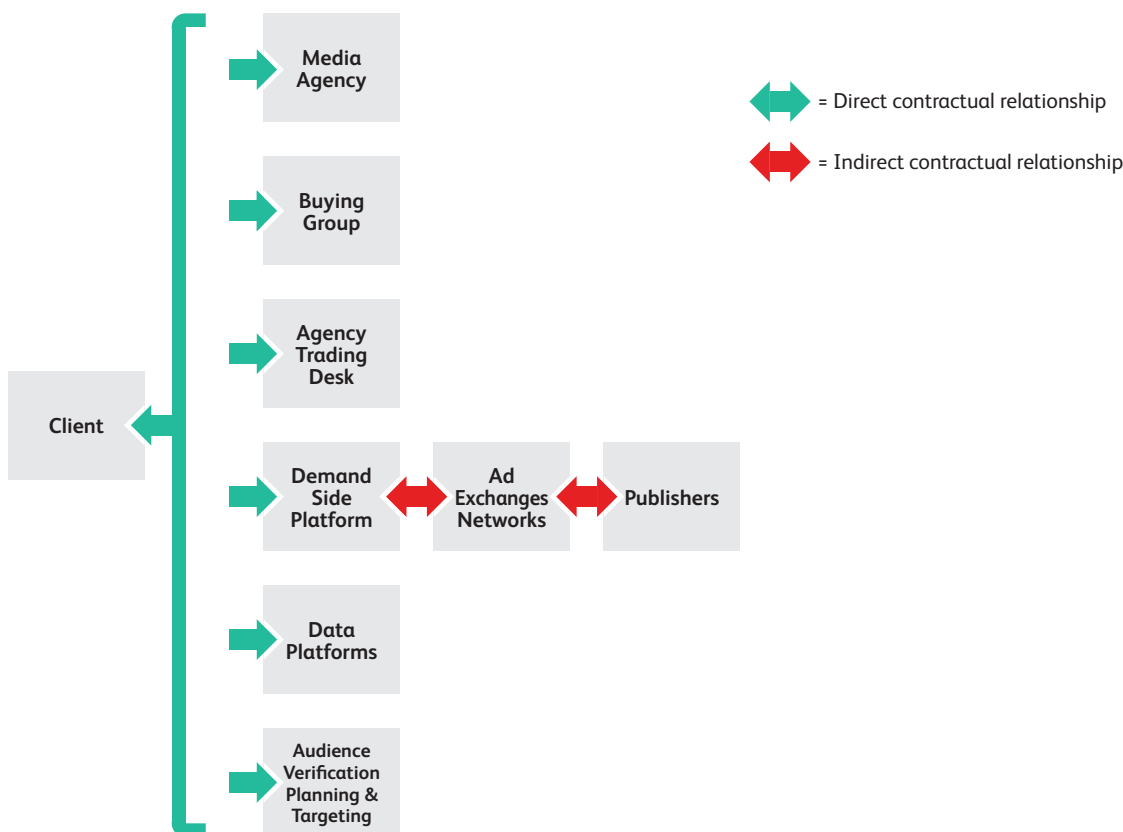 Media
Agency
= Direct contractual relationship
= Indirect contractual relationship
Buying
Group
Agency
Trading
Desk
Client
Demand
Side
Platform
Ad
Exchanges
Networks
Publishers
Data
Platforms
Audience
Verification
Planning &
Targeting